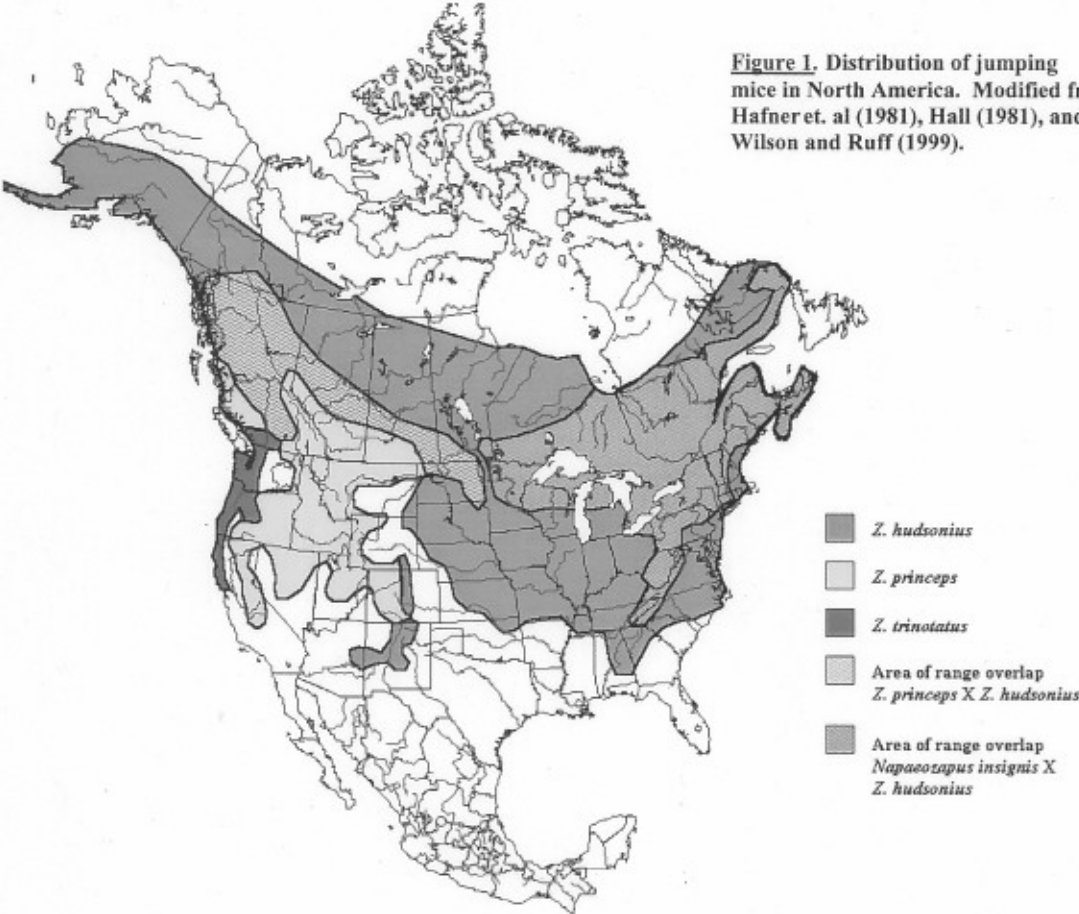 Figure 1. Distribution of jumping
mice in North America. Modified
Hafner et. al (1981), Hall (1981), and
Wilson and Ruff (1999).
Z. hudsonius
Z. princeps
Z. trinotatus
Area of range overlap
Z. princeps X Z. hudsonius
Area of range overlap
Napaeozapus insignis X
Z. hudsonius